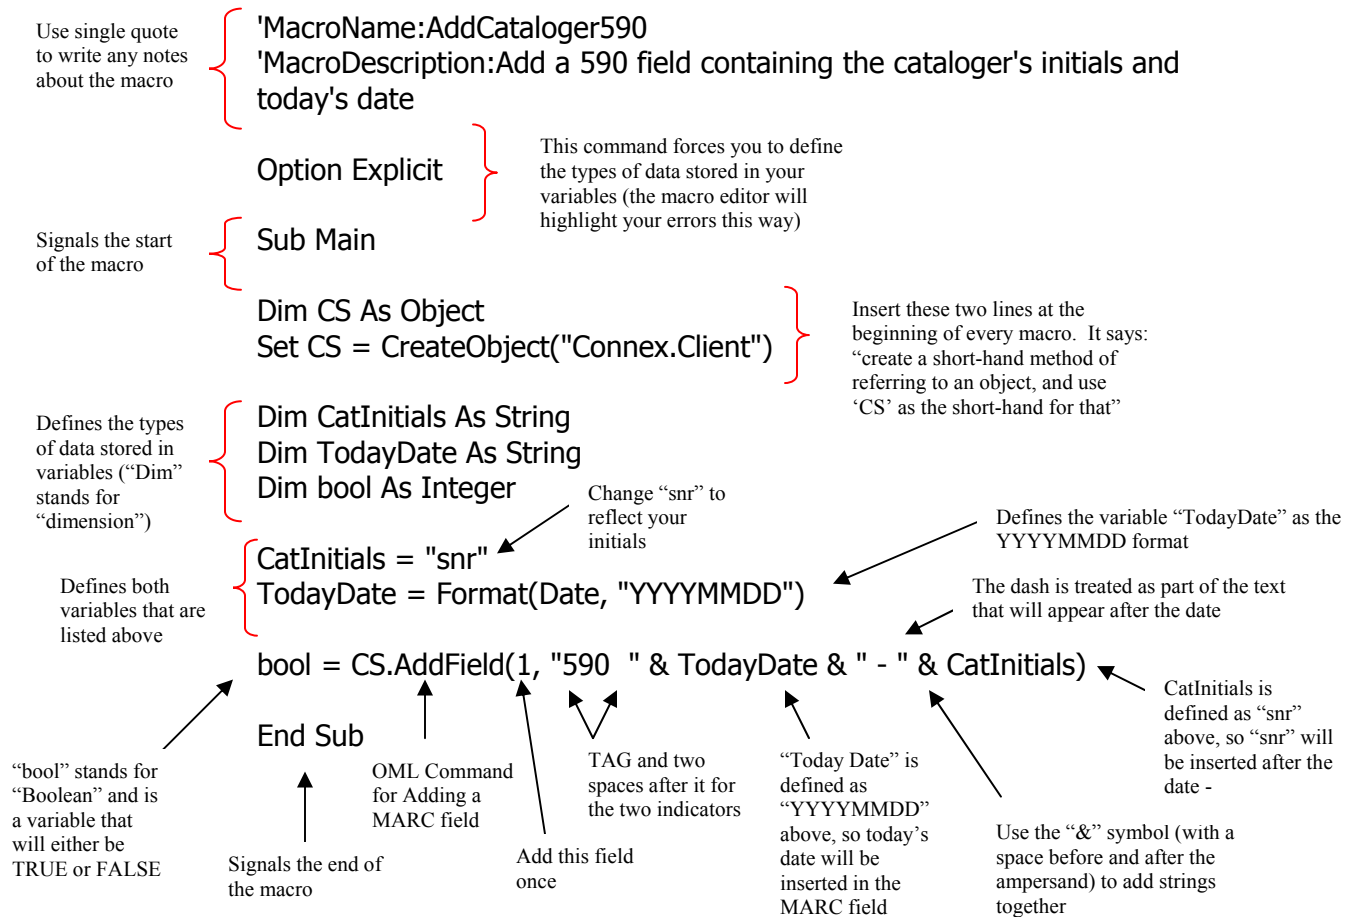 Use single quote
to write any notes
about the macro
'MacroName:AddCataloger590
'MacroDescription:Add a 590 field containing the cataloger's initials and
today's date
Option Explicit
This command forces you to define
the types of data stored in your
variables (the macro editor will
highlight your errors this way)
Signals the start
of the macro
Sub Main
Dim CS As Object
Set CS = CreateObject("Connex.Client")
Insert these two lines at the
beginning of every macro.  It says:
“create a short-hand method of
referring to an object, and use
‘CS’ as the short-hand for that”
Defines the types
of data stored in
variables (“Dim”
stands for
“dimension”)
Dim CatInitials As String
Dim TodayDate As String
Dim bool As Integer
Change “snr” to
reflect your
initials
Defines the variable “TodayDate” as the
YYYYMMDD format
Defines both
variables that are
listed above
CatInitials = "snr"
TodayDate = Format(Date, "YYYYMMDD")
The dash is treated as part of the text
that will appear after the date
bool = CS.AddField(1, "590  " & TodayDate & " - " & CatInitials)
CatInitials is
defined as “snr”
above, so “snr” will
be inserted after the
date -
End Sub
“bool” stands for
“Boolean” and is
a variable that
will either be
TRUE or FALSE
Signals the end of
the macro
OML Command
for Adding a
MARC field
Add this field
once
TAG and two
spaces after it for
the two indicators
“Today Date” is
defined as
“YYYYMMDD”
above, so today’s
date will be
inserted in the
MARC field
Use the “&” symbol (with a
space before and after the
ampersand) to add strings
together